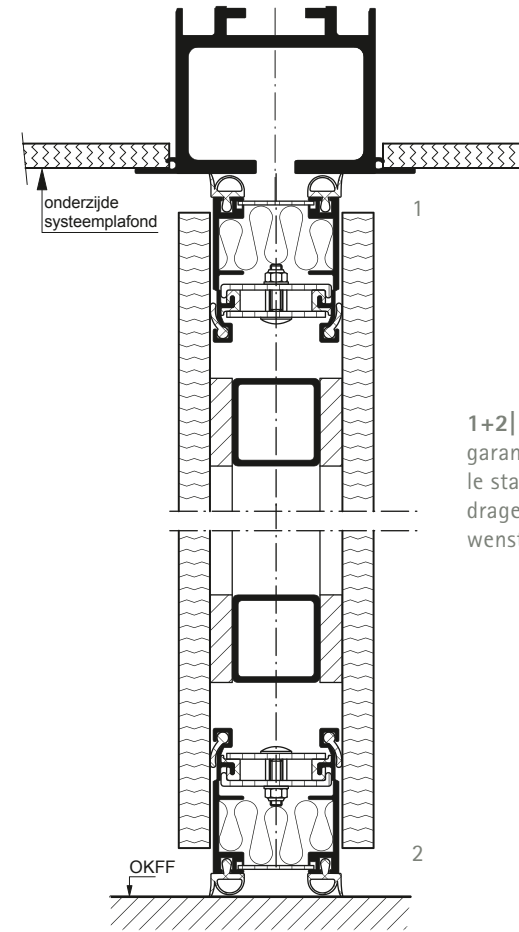 onderzijde
systeemplafond
1
1+2|
garan
le sta
drage
wenst
2
OKFF